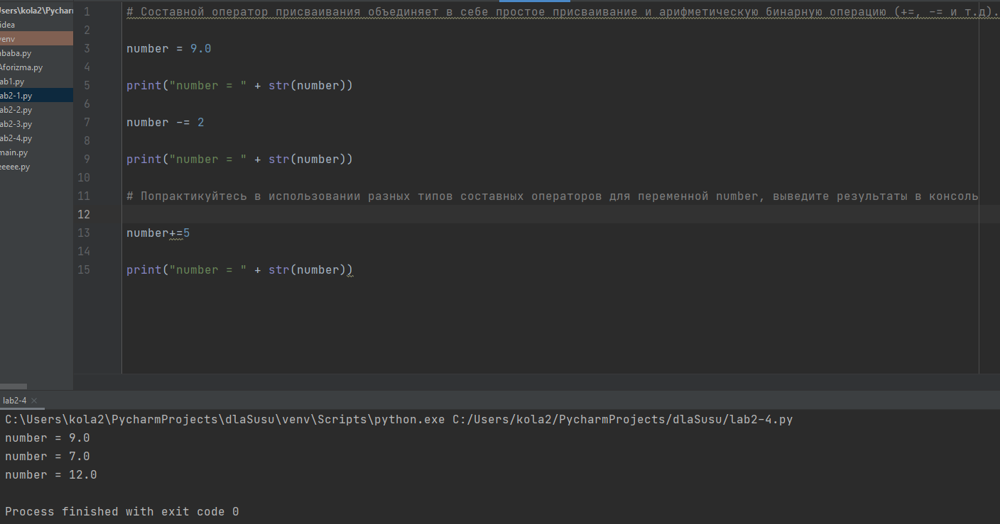 Users\kola2\Pycharm
idea
venv
ababa.py
Aforizma.py
ab1.py
ab2-1.py
ab2-2.py
ab2-3.py
ab2-4.py
main.py
eeeee.py
1 # Составной оператор присваивания объединяет в себе простое присваивание и арифметическую бинарную операцию (+=, -= и т.д).
2
3 number = 9.0
4
5 print("number = " + str(number))
6
7 number -= 2
8
9 print("number = " + str(number))
10
11 # Попрактикуйтесь в использовании разных типов составных операторов для переменной number, выведите результаты в консоль
12
13 number+=5
14
15 print("number = " + str(number))
lab2-4 ×
C:\Users\kola2\PycharmProjects\dlaSusu\venv\Scripts\python.exe C:/Users/kola2/PycharmProjects/dlaSusu/lab2-4.py
number = 9.0
number = 7.0
number = 12.0
Process finished with exit code 0